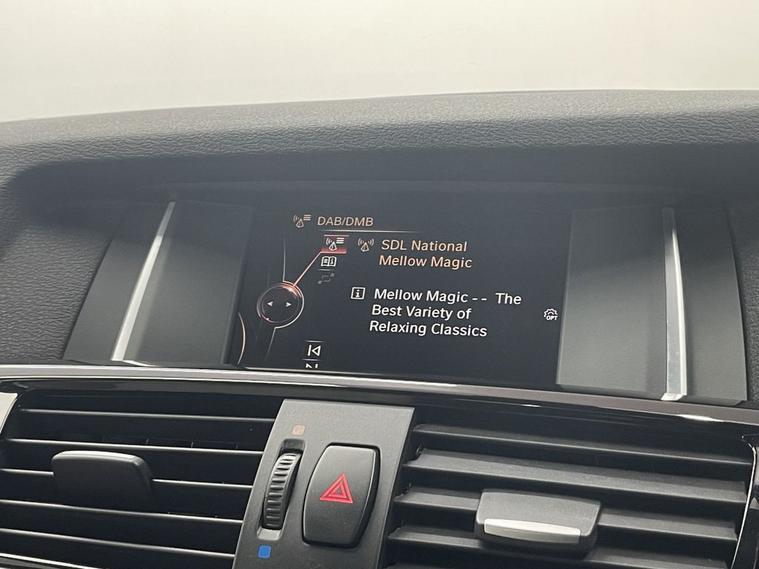 DAB/DMB
SDL National
Mellow Magic
Mellow Magic -- The
Best Variety of
Relaxing Classics
OPT